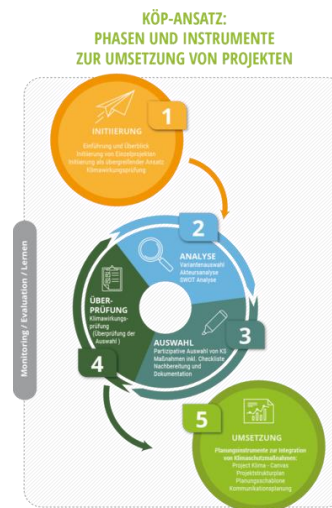 KÖP-ANSATZ:
PHASEN UND INSTRUMENTE
ZUR UMSETZUNG VON PROJEKTEN
1
INITIIERUNG
Einführung und Überblick
Initiierung von Einzelprojekten
Initiierung als übergreifender Ansatz
Klimawirkungsprüfung
2
ANALYSE
Variantenauswahl
Akteursanalyse
SWOT Analyse
ÜBER-
PRÜFUNG
Klimawirkungs-
prüfung
(Überprüfung der
Auswahl )
4
AUSWAHL
Partizipative Auswahl von KS
Maßnahmen inkl. Checkliste
Nachbereitung und
Dokumentation
3
Monitoring / Evaluation / Lernen
5
UMSETZUNG
Planungsinstrumente zur Integration
von Klimaschutzmaßnahmen:
Project Klima - Canvas
Projektstrukturplan
Planungsschablone
Kommunikationsplanung